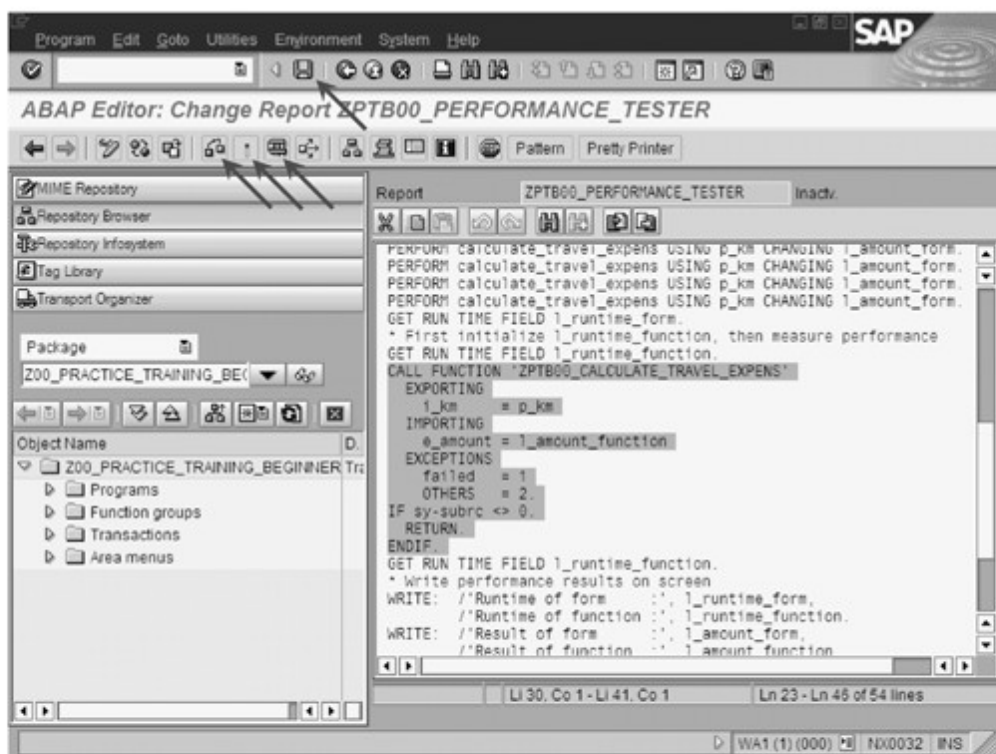 Program Edit Goto Utilities Environment System Help
SAP
ABAP Editor: Change Report ZPTB00_PERFORMANCE_TESTER
Pattern Pretty Printer
MIME Repository
Repository Browser
Repository Infosystem
Tag Library
Transport Organizer
Package
Z00_PRACTICE_TRAINING_BE(
Object Name D.
Z00_PRACTICE_TRAINING_BEGINNER Tra
Programs
Function groups
Transactions
Area menus
Report ZPTB00_PERFORMANCE_TESTER Inactv.
PERFORM calculate_travel_expens USING p_km CHANGING l_amount_form.
PERFORM calculate_travel_expens USING p_km CHANGING l_amount_form.
PERFORM calculate_travel_expens USING p_km CHANGING l_amount_form.
PERFORM calculate_travel_expens USING p_km CHANGING l_amount_form.
GET RUN TIME FIELD l_runtime_form.
* First initialize l_runtime_function, then measure performance
GET RUN TIME FIELD l_runtime_function.
CALL FUNCTION 'ZPTB00_CALCULATE_TRAVEL_EXPENS'
EXPORTING
i_km = p_km
IMPORTING
e_amount = l_amount_function
EXCEPTIONS
failed = 1
OTHERS = 2.
IF sy-subrc <> 0.
RETURN.
ENDIF.
GET RUN TIME FIELD l_runtime_function.
* Write performance results on screen
WRITE: /'Runtime of form :', l_runtime_form,
/'Runtime of function :', l_runtime_function.
WRITE: /'Result of form :', l_amount_form,
/'Result of function :', l_amount_function
Li 30, Co 1 - Li 41, Co 1 Ln 23 - Ln 46 of 54 lines
WA1 (1) (000) NX0032 INS